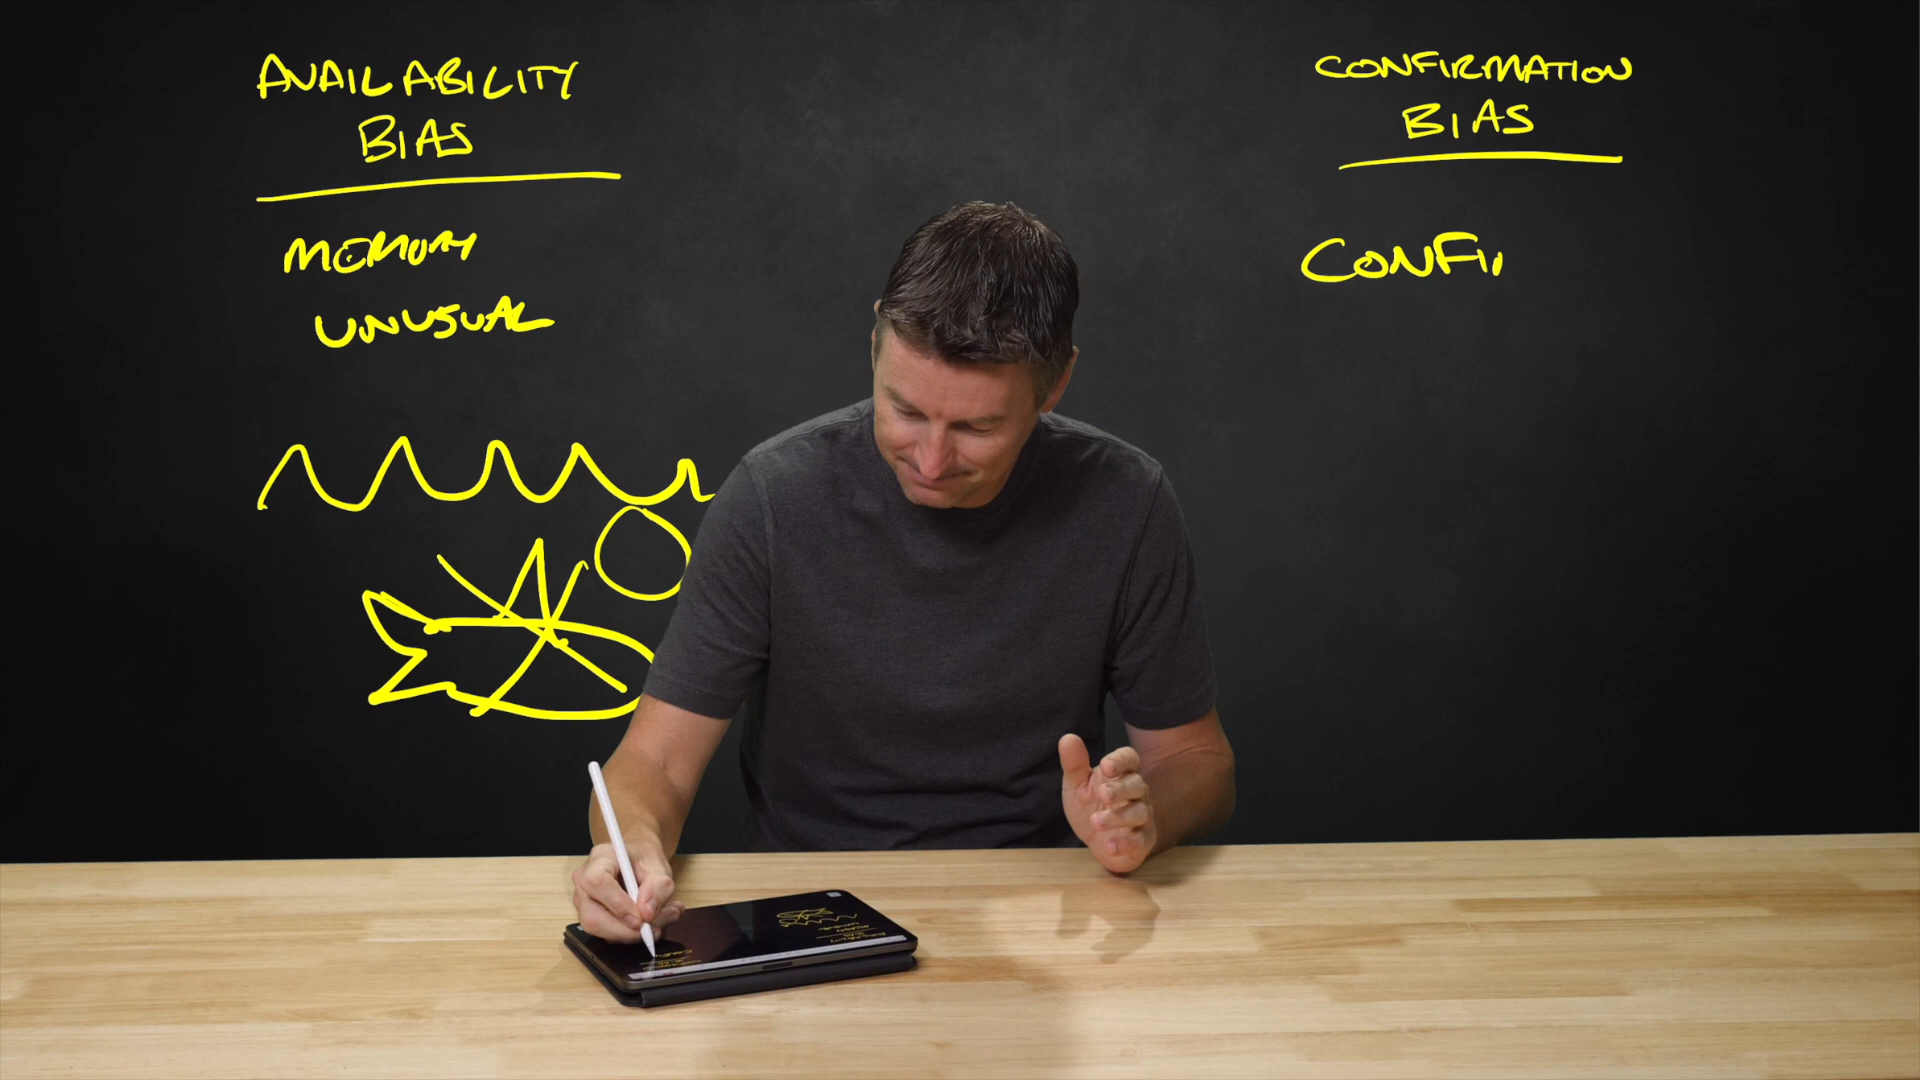 AVAILABILITY
BIAS
MEMORY
UNUSUAL
CONFIRMATION
BIAS
CONFI